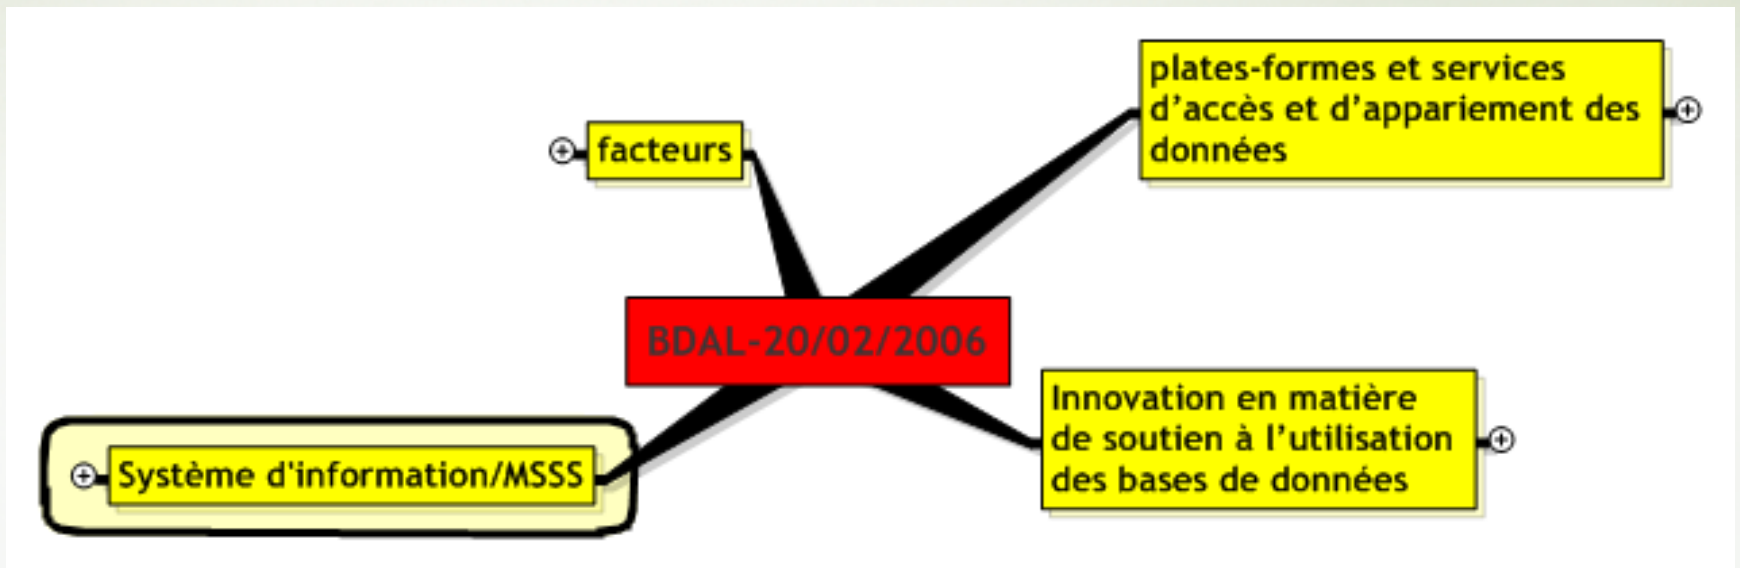 plates-formes et services
d’accès et d’appariement des
données
facteurs
BDAL-20/02/2006
Innovation en matière
de soutien à l’utilisation
des bases de données
Système d'information/MSSS